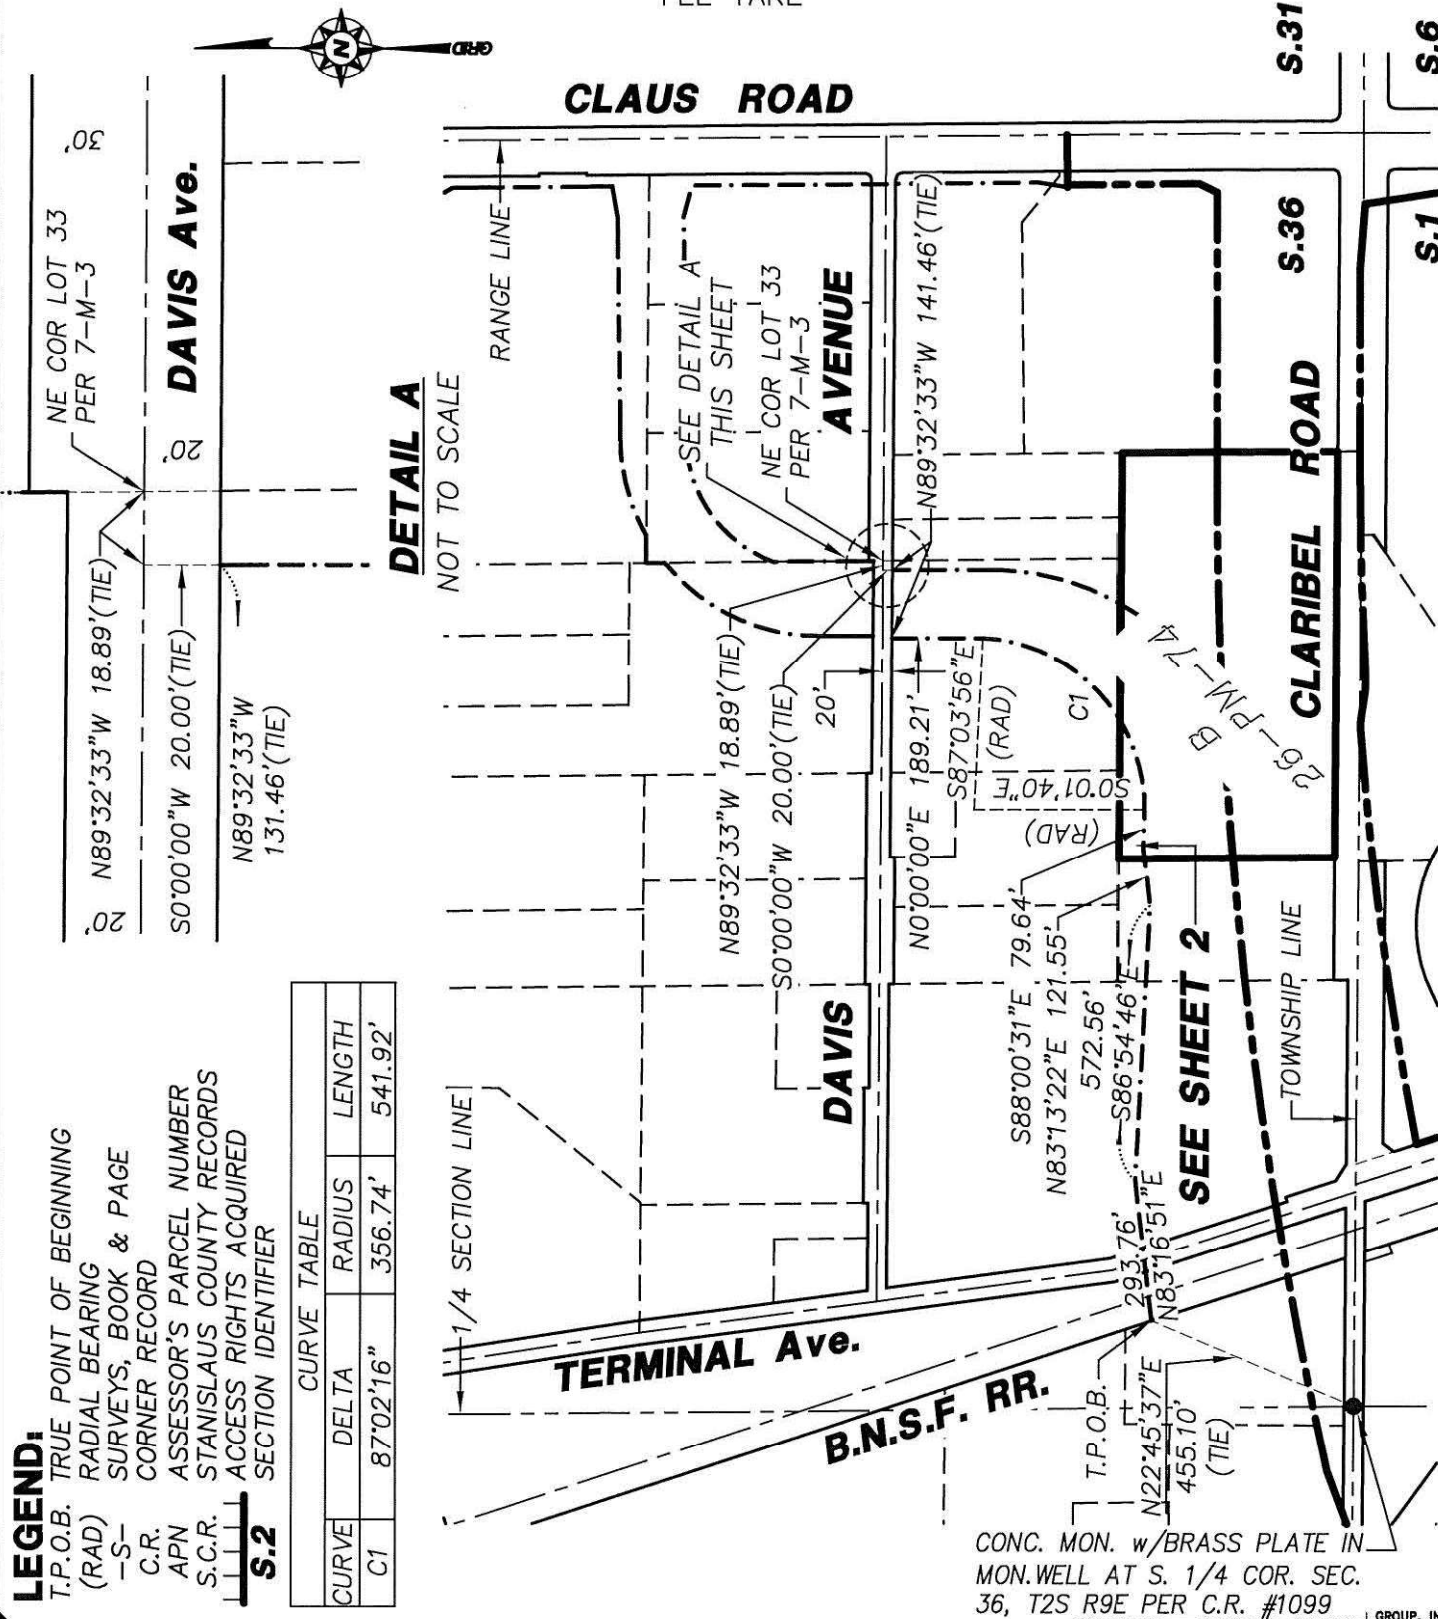 FEE TAKE
GRID
N
CLAUS ROAD
S.31
S.6
30'
NE COR LOT 33
PER 7-M-3
DAVIS Ave.
20'
N89°32'33"W 18.89'(TIE)
S0°00'00"W 20.00'(TIE)
N89°32'33"W
131.46'(TIE)
20'
DETAIL A
NOT TO SCALE
RANGE LINE
SEE DETAIL A
THIS SHEET
NE COR LOT 33
PER 7-M-3
AVENUE
N89°32'33"W 141.46'(TIE)
S.36
S.1
CLARIBEL ROAD
N89°32'33"W 18.89'(TIE)
S0°00'00"W 20.00'(TIE)
20'
N0°00'00"E 189.21'
S87°03'56"E
(RAD)
S0°01'40"E
(RAD)
C1
B
26-PM-74
S88°00'31"E 79.64'
N83°13'22"E 121.55'
572.56'
S86°54'46"E
SEE SHEET 2
TOWNSHIP LINE
DAVIS
1/4 SECTION LINE
TERMINAL Ave.
B.N.S.F. RR.
293.76'
N83°16'51"E
T.P.O.B.
N22°45'37"E
455.10'
(TIE)
CONC. MON. w/BRASS PLATE IN
MON.WELL AT S. 1/4 COR. SEC.
36, T2S R9E PER C.R. #1099
LEGEND:
T.P.O.B. TRUE POINT OF BEGINNING
(RAD) RADIAL BEARING
-S- SURVEYS, BOOK & PAGE
C.R. CORNER RECORD
APN ASSESSOR'S PARCEL NUMBER
S.C.R. STANISLAUS COUNTY RECORDS
ACCESS RIGHTS ACQUIRED
S.2 SECTION IDENTIFIER
CURVE TABLE
CURVE DELTA RADIUS LENGTH
C1 87°02'16" 356.74' 541.92'
GROUP, IN